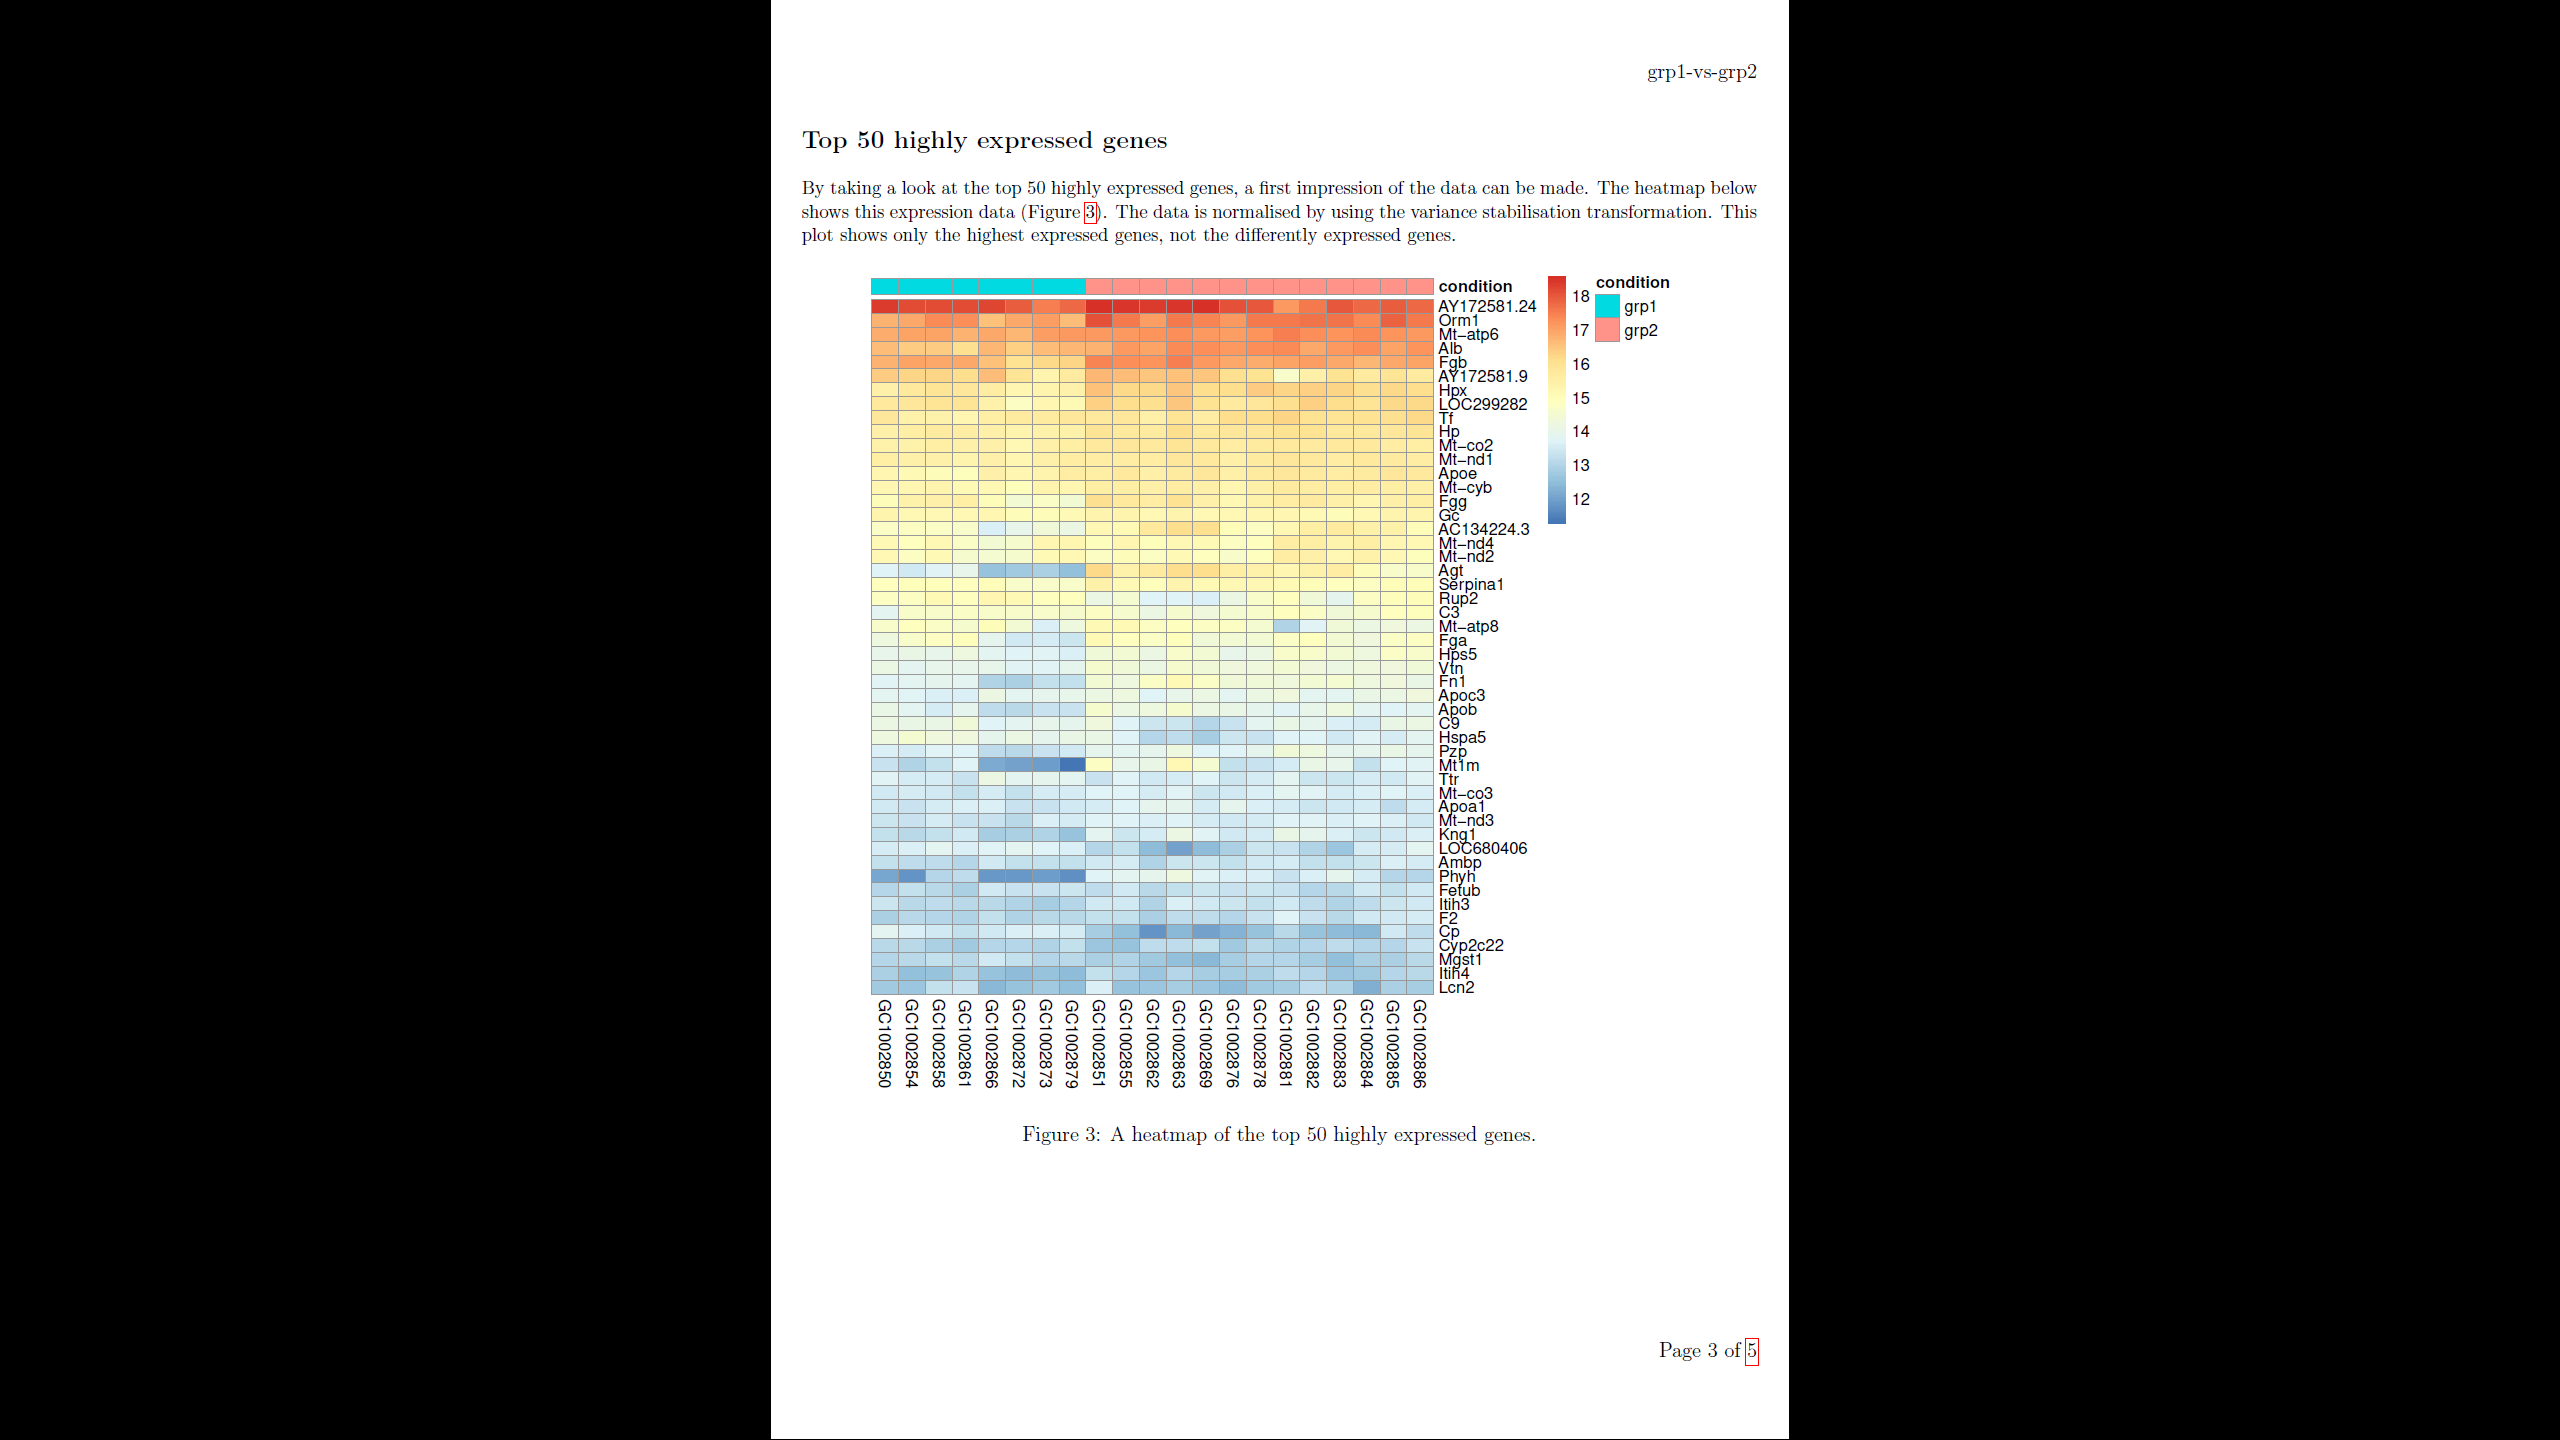 grp1-vs-grp2
Top 50 highly expressed genes
By taking a look at the top 50 highly expressed genes, a first impression of the data can be made. The heatmap below
shows this expression data (Figure 3). The data is normalised by using the variance stabilisation transformation. This
plot shows only the highest expressed genes, not the differently expressed genes.
condition
AY172581.24
Orm1
Mt−atp6
Alb
Fgb
AY172581.9
Hpx
LOC299282
Tf
Hp
Mt−co2
Mt−nd1
Apoe
Mt−cyb
Fgg
Gc
AC134224.3
Mt−nd4
Mt−nd2
Agt
Serpina1
Rup2
C3
Mt−atp8
Fga
Hps5
Vtn
Fn1
Apoc3
Apob
C9
Hspa5
Pzp
Mt1m
Ttr
Mt−co3
Apoa1
Mt−nd3
Kng1
LOC680406
Ambp
Phyh
Fetub
Itih3
F2
Cp
Cyp2c22
Mgst1
Itih4
Lcn2
18
17
16
15
14
13
12
condition
grp1
grp2
GC1002850
GC1002854
GC1002858
GC1002861
GC1002866
GC1002872
GC1002873
GC1002879
GC1002851
GC1002855
GC1002862
GC1002863
GC1002869
GC1002876
GC1002878
GC1002881
GC1002882
GC1002883
GC1002884
GC1002885
GC1002886
Figure 3: A heatmap of the top 50 highly expressed genes.
Page 3 of 5